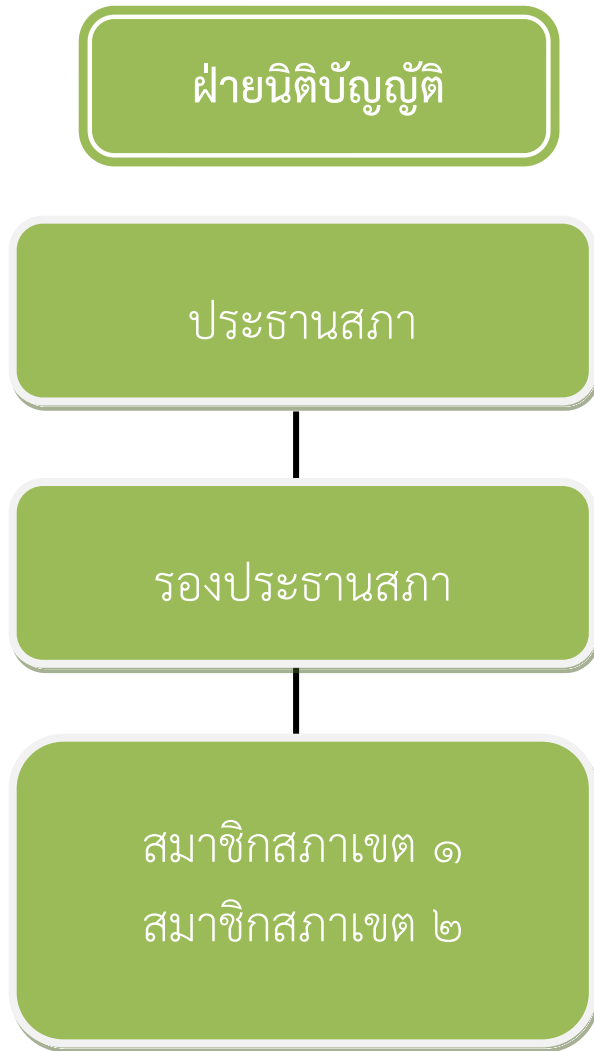 ฝ่ายนิติบัญญัติ
ประธานสภา
รองประธานสภา
สมาชิกสภาเขต ๑
สมาชิกสภาเขต ๒